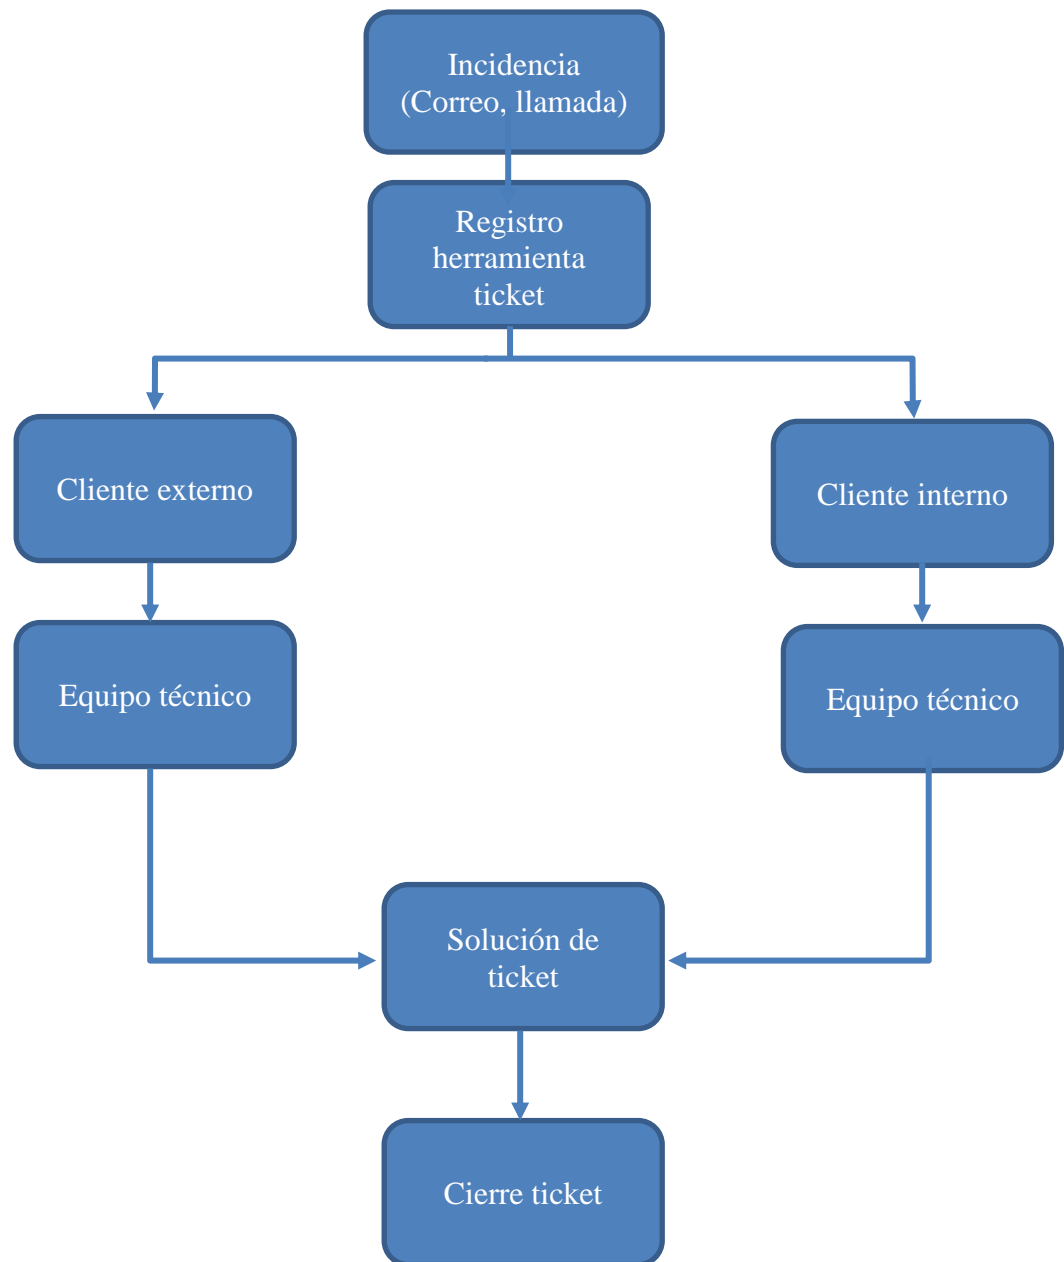 Incidencia
(Correo, llamada)
Registro
herramienta
ticket
Cliente externo
Cliente interno
Equipo técnico
Equipo técnico
Solución de
ticket
Cierre ticket